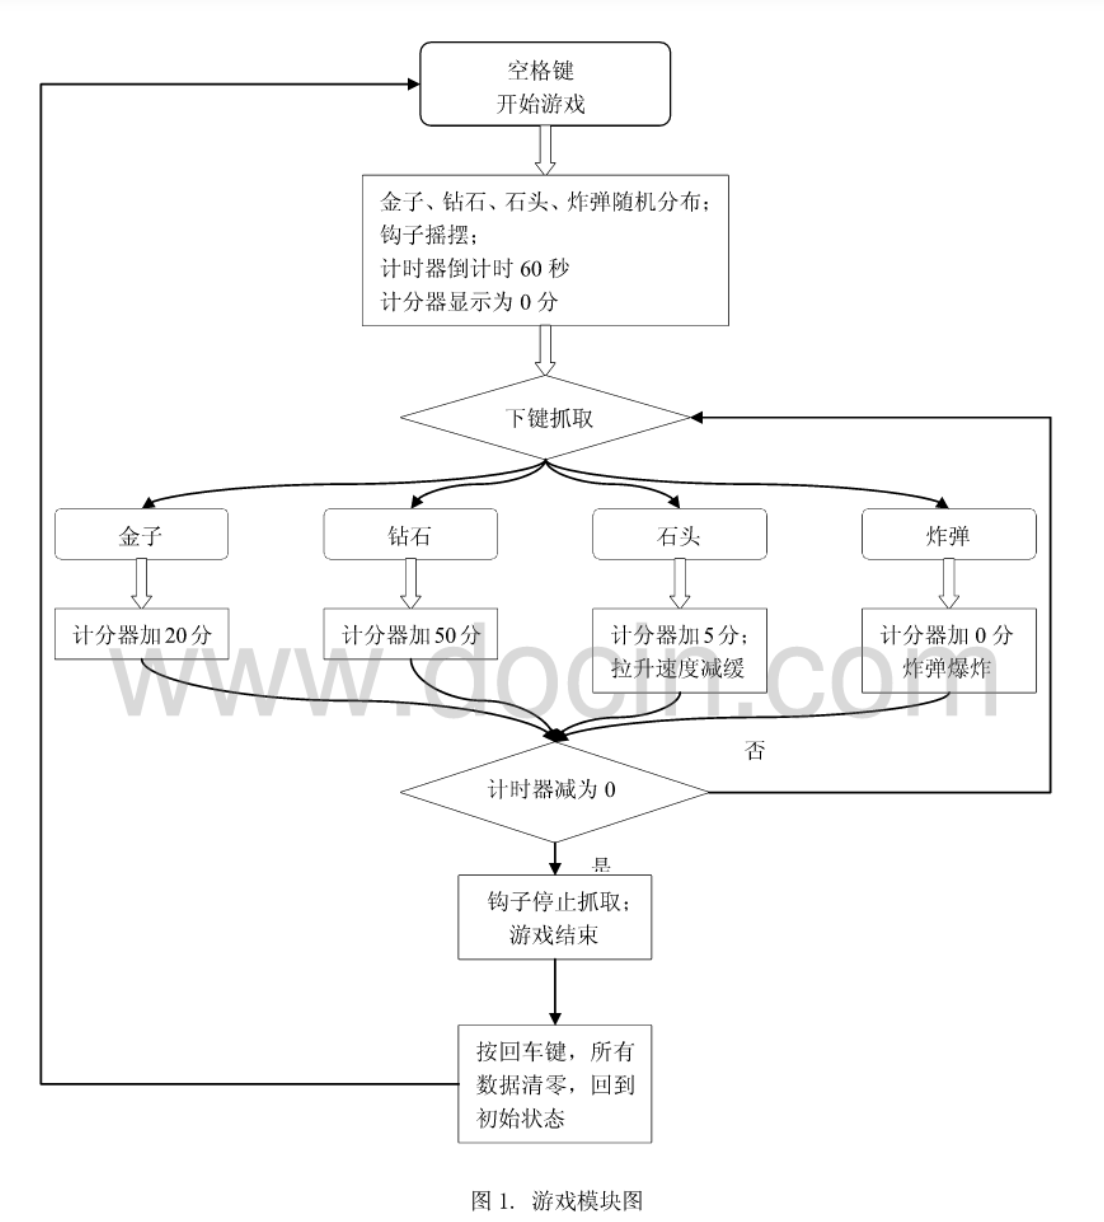 空格键
开始游戏
金子、钻石、石头、炸弹随机分布；
钩子摇摆；
计时器倒计时 60 秒
计分器显示为 0 分
下键抓取
金子
钻石
石头
炸弹
计分器加 20 分
计分器加 50 分
计分器加 5 分；
拉升速度减缓
计分器加 0 分
炸弹爆炸
www.docin.com
否
计时器减为 0
是
钩子停止抓取；
游戏结束
按回车键，所有
数据清零，回到
初始状态
图 1. 游戏模块图